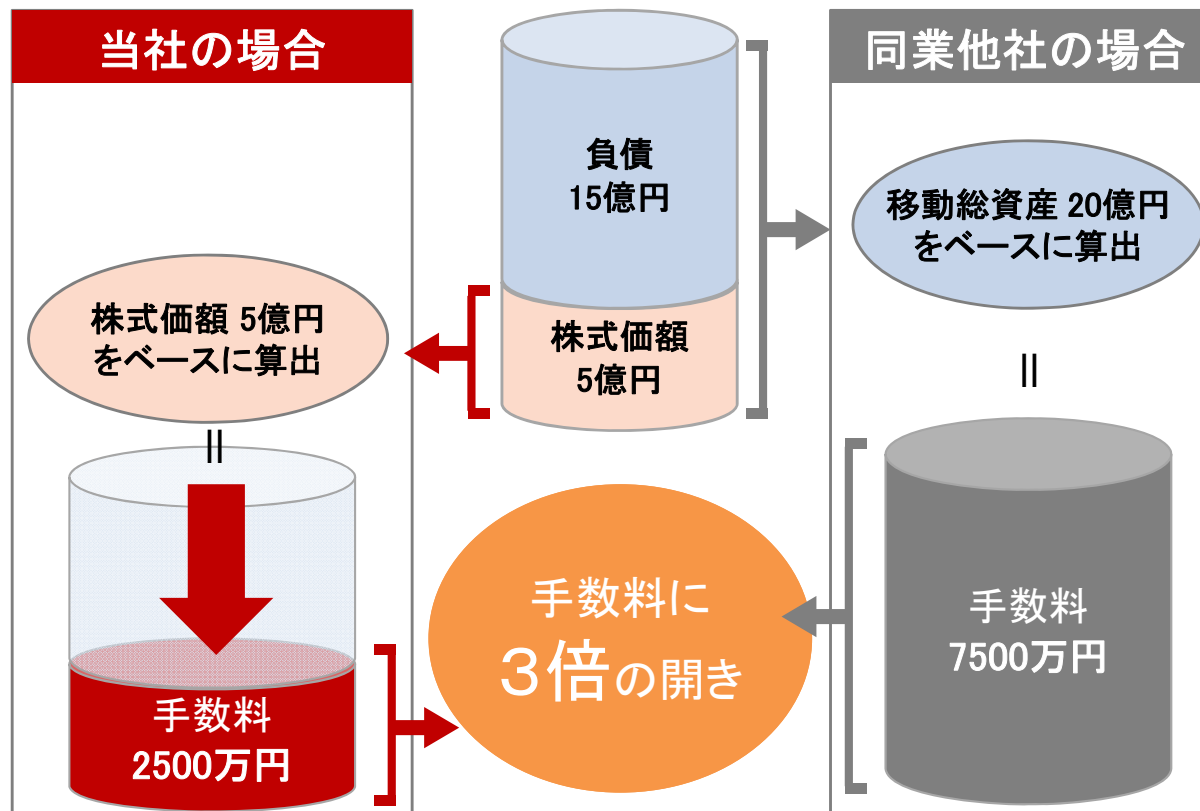 当社の場合
同業他社の場合
負債
15億円
株式価額
5億円
株式価額 5億円
をベースに算出
||
手数料
2500万円
移動総資産 20億円
をベースに算出
||
手数料
7500万円
手数料に
3倍の開き